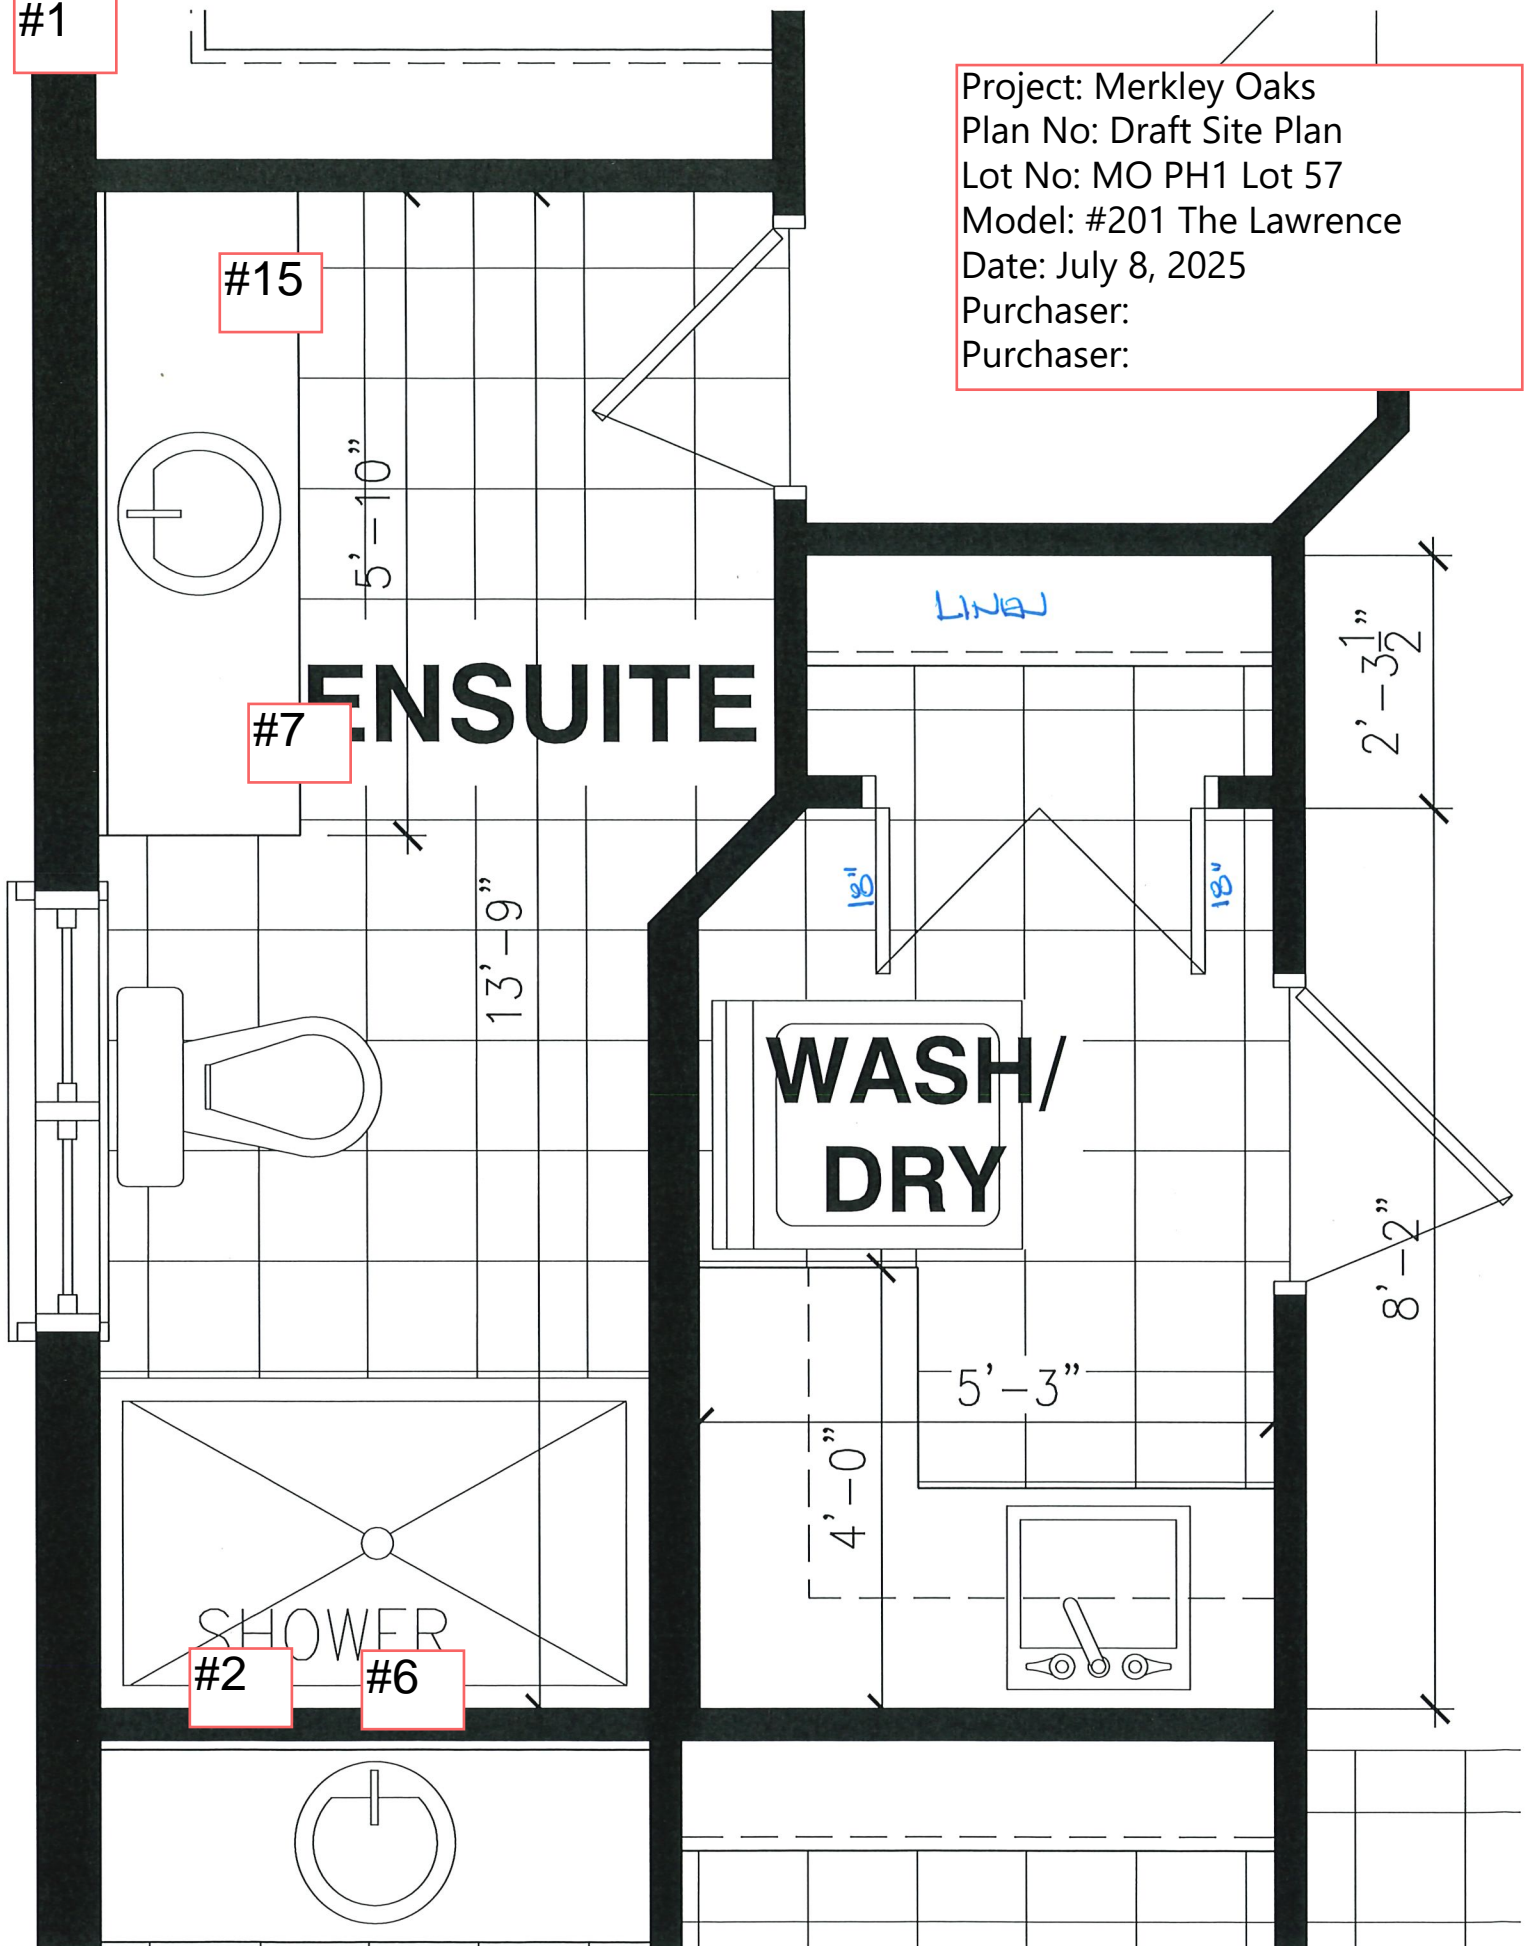 #1
Project: Merkley Oaks
Plan No: Draft Site Plan
Lot No: MO PH1 Lot 57
Model: #201 The Lawrence
Date: July 8, 2025
Purchaser:
Purchaser:
#15
5'-10"
LINEN
2'-3 1/2"
ENSUITE
#7
18"
18"
13'-9"
WASH/
DRY
8'-2"
5'-3"
4'-0"
SHOWER
#2
#6